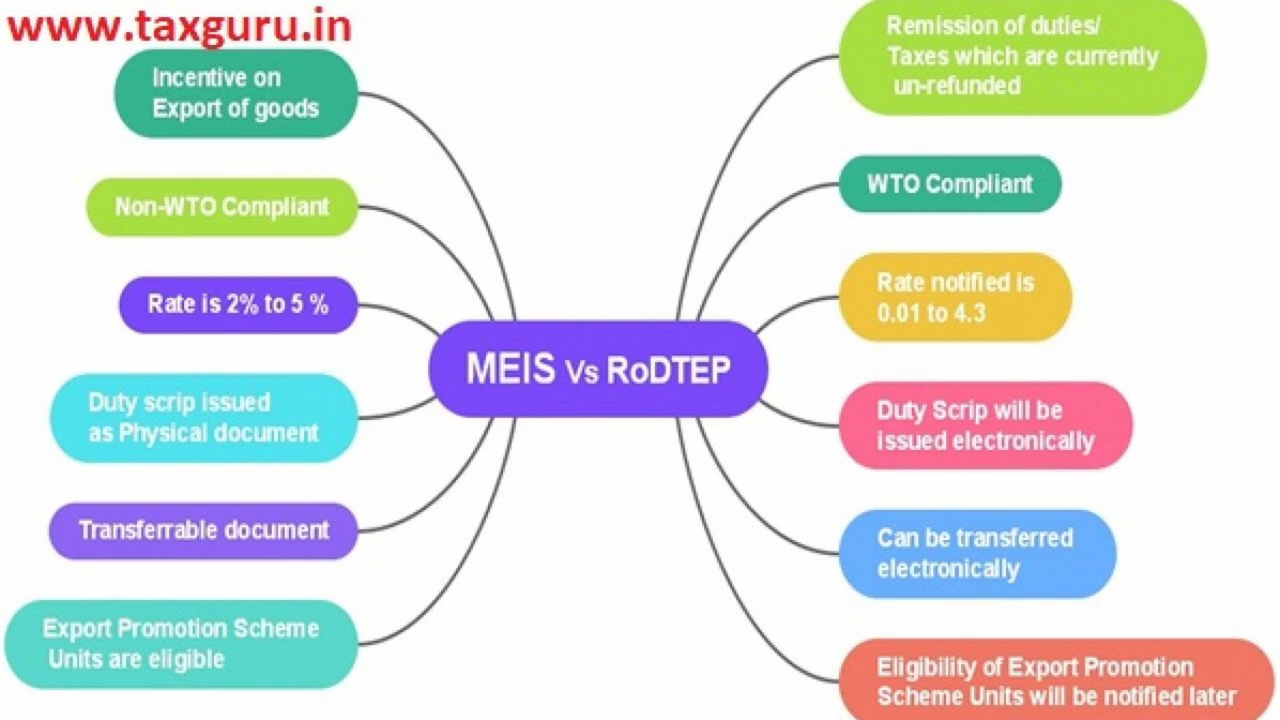 www.taxguru.in
Incentive on
Export of goods
Non-WTO Compliant
Rate is 2% to 5 %
Duty scrip issued
as Physical document
Transferrable document
Export Promotion Scheme
Units are eligible
MEIS Vs RoDTEP
Remission of duties/
Taxes which are currently
un-refunded
WTO Compliant
Rate notified is
0.01 to 4.3
Duty Scrip will be
issued electronically
Can be transferred
electronically
Eligibility of Export Promotion
Scheme Units will be notified later